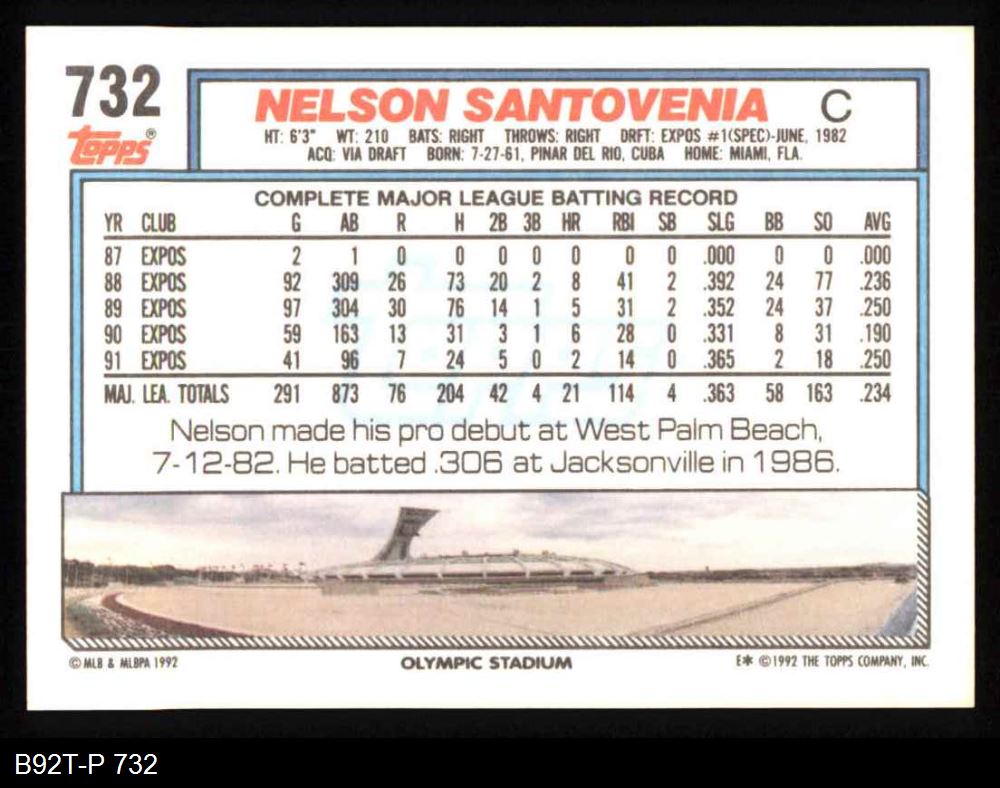 732
Topps®
NELSON SANTOVENIA C
HT: 6'3" WT: 210 BATS: RIGHT THROWS: RIGHT DRFT: EXPOS #1(SPEC)-JUNE, 1982
ACQ: VIA DRAFT BORN: 7-27-61, PINAR DEL RIO, CUBA HOME: MIAMI, FLA.
COMPLETE MAJOR LEAGUE BATTING RECORD
YR CLUB G AB R H 2B 3B HR RBI SB SLG BB SO AVG
87 EXPOS 2 1 0 0 0 0 0 0 0 .000 0 0 .000
88 EXPOS 92 309 26 73 20 2 8 41 2 .392 24 77 .236
89 EXPOS 97 304 30 76 14 1 5 31 2 .352 24 37 .250
90 EXPOS 59 163 13 31 3 1 6 28 0 .331 8 31 .190
91 EXPOS 41 96 7 24 5 0 2 14 0 .365 2 18 .250
MAJ. LEA. TOTALS 291 873 76 204 42 4 21 114 4 .363 58 163 .234
Nelson made his pro debut at West Palm Beach,
7-12-82. He batted .306 at Jacksonville in 1986.
© MLB & MLBPA 1992 OLYMPIC STADIUM E* ©1992 THE TOPPS COMPANY, INC.
B92T-P 732